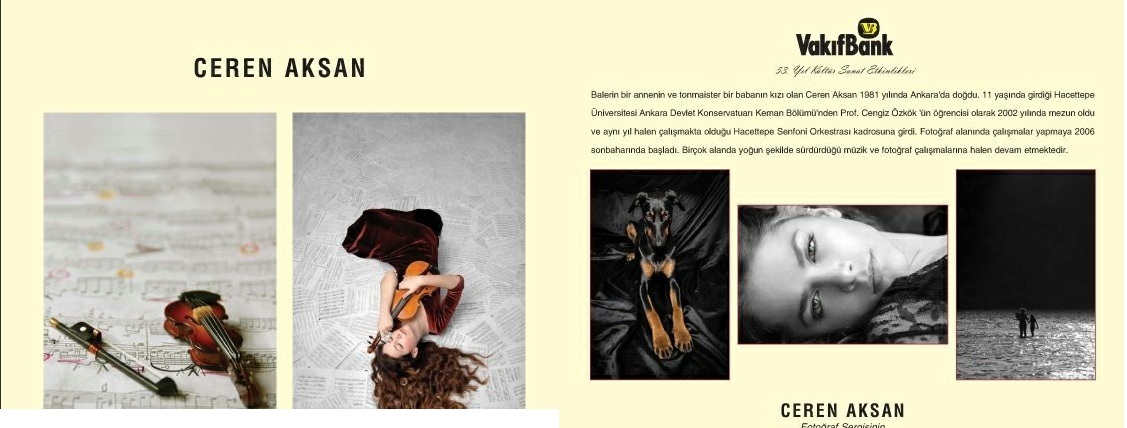 CEREN AKSAN
VakıfBank
53. Yıl Kültür Sanat Etkinlikleri
Balerin bir annenin ve tonmaister bir babanın kızı olan Ceren Aksan 1981 yılında Ankara'da doğdu. 11 yaşında girdiği Hacettepe
Üniversitesi Ankara Devlet Konservatuarı Keman Bölümü'nden Prof. Cengiz Özkök 'ün öğrencisi olarak 2002 yılında mezun oldu
ve aynı yıl halen çalışmakta olduğu Hacettepe Senfoni Orkestrası kadrosuna girdi. Fotoğraf alanında çalışmalar yapmaya 2006
sonbaharında başladı. Birçok alanda yoğun şekilde sürdürdüğü müzik ve fotoğraf çalışmalarına halen devam etmektedir.
CEREN AKSAN
Fotoğraf Sergisinin